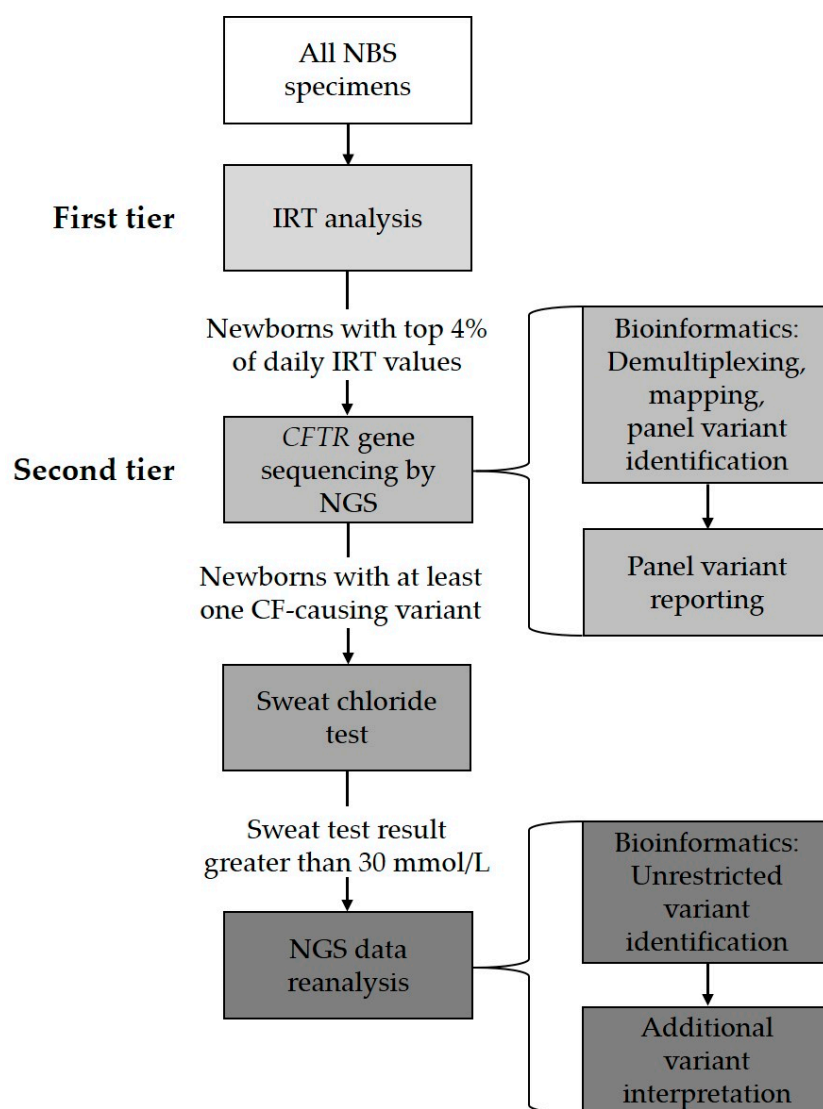 All NBS
specimens
First tier
IRT analysis
Newborns with top 4%
of daily IRT values
Second tier
CFTR gene
sequencing by
NGS
Bioinformatics:
Demultiplexing,
mapping,
panel variant
identification
Panel variant
reporting
Newborns with at least
one CF-causing variant
Sweat chloride
test
Sweat test result
greater than 30 mmol/L
NGS data
reanalysis
Bioinformatics:
Unrestricted
variant
identification
Additional
variant
interpretation